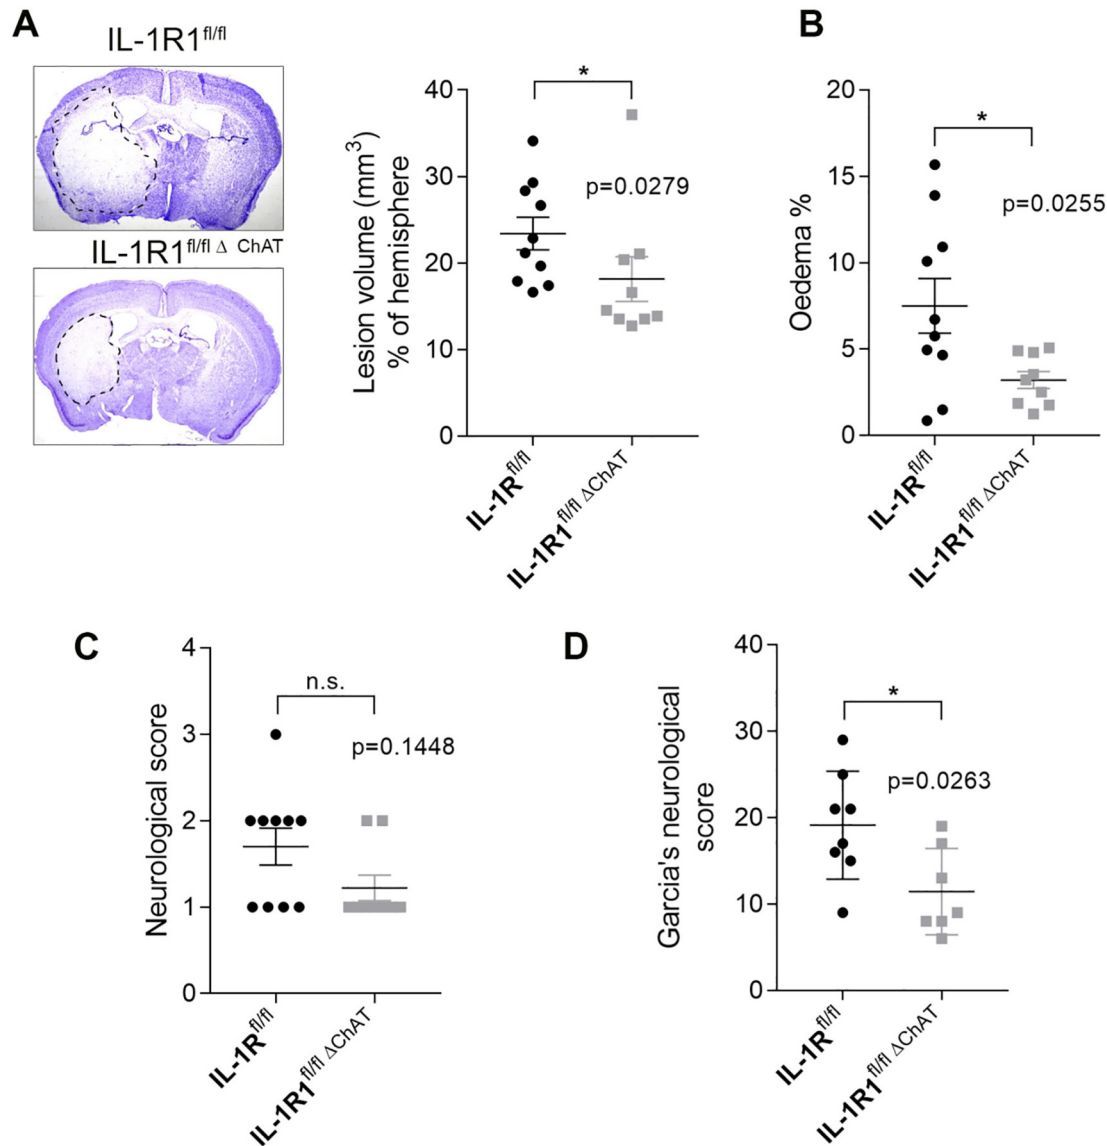 A
IL-1R1fl/fl
IL-1R1fl/fl Δ ChAT
Lesion volume (mm3)
% of hemisphere
40
30
20
10
0
*
p=0.0279
IL-1Rfl/fl
IL-1R1fl/fl ΔChAT
B
Oedema %
20
15
10
5
0
*
p=0.0255
IL-1Rfl/fl
IL-1R1fl/fl ΔChAT
C
Neurological score
4
3
2
1
0
n.s.
p=0.1448
IL-1Rfl/fl
IL-1R1fl/fl ΔChAT
D
Garcia's neurological
score
40
30
20
10
0
*
p=0.0263
IL-1Rfl/fl
IL-1R1fl/fl ΔChAT